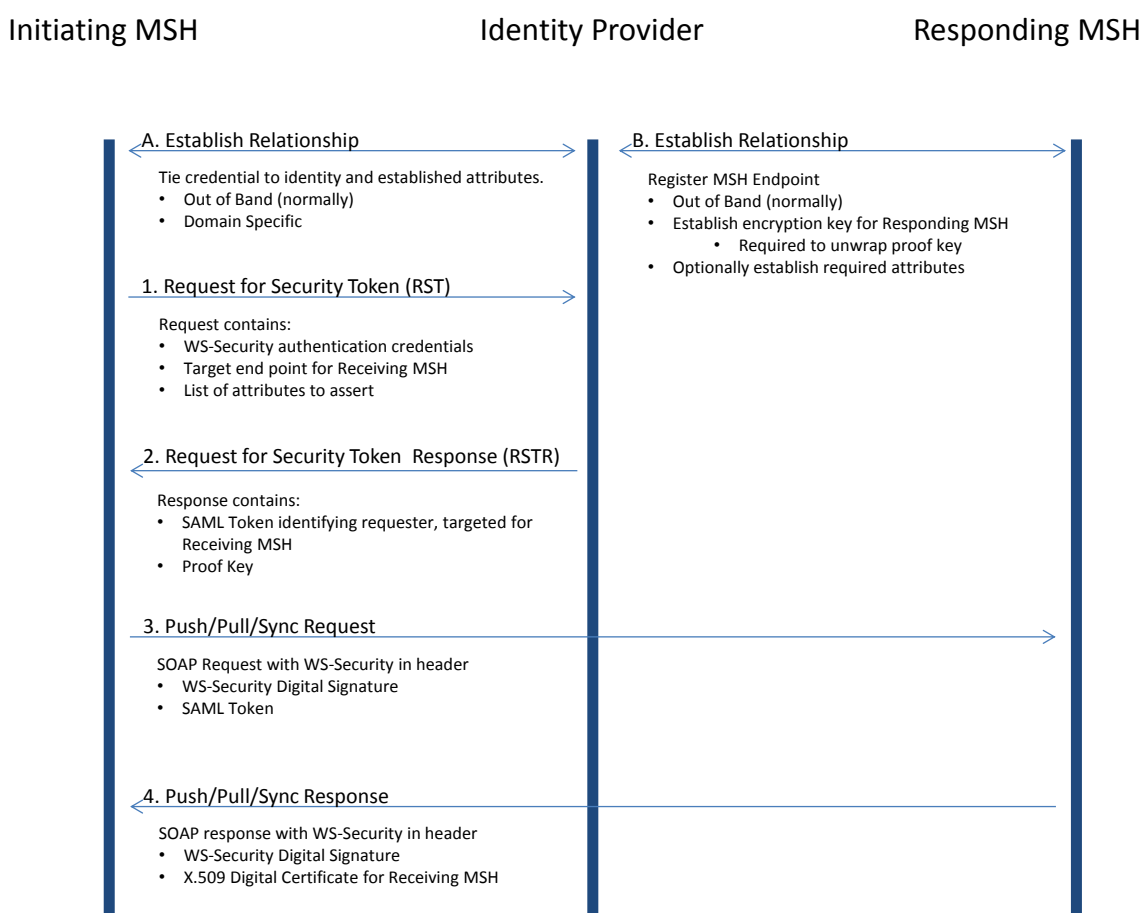 Initiating MSH
Identity Provider
Responding MSH
A. Establish Relationship
Tie credential to identity and established attributes.
• Out of Band (normally)
• Domain Specific
B. Establish Relationship
Register MSH Endpoint
• Out of Band (normally)
• Establish encryption key for Responding MSH
• Required to unwrap proof key
• Optionally establish required attributes
1. Request for Security Token (RST)
Request contains:
• WS-Security authentication credentials
• Target end point for Receiving MSH
• List of attributes to assert
2. Request for Security Token  Response (RSTR)
Response contains:
• SAML Token identifying requester, targeted for
Receiving MSH
• Proof Key
3. Push/Pull/Sync Request
SOAP Request with WS-Security in header
• WS-Security Digital Signature
• SAML Token
4. Push/Pull/Sync Response
SOAP response with WS-Security in header
• WS-Security Digital Signature
• X.509 Digital Certificate for Receiving MSH